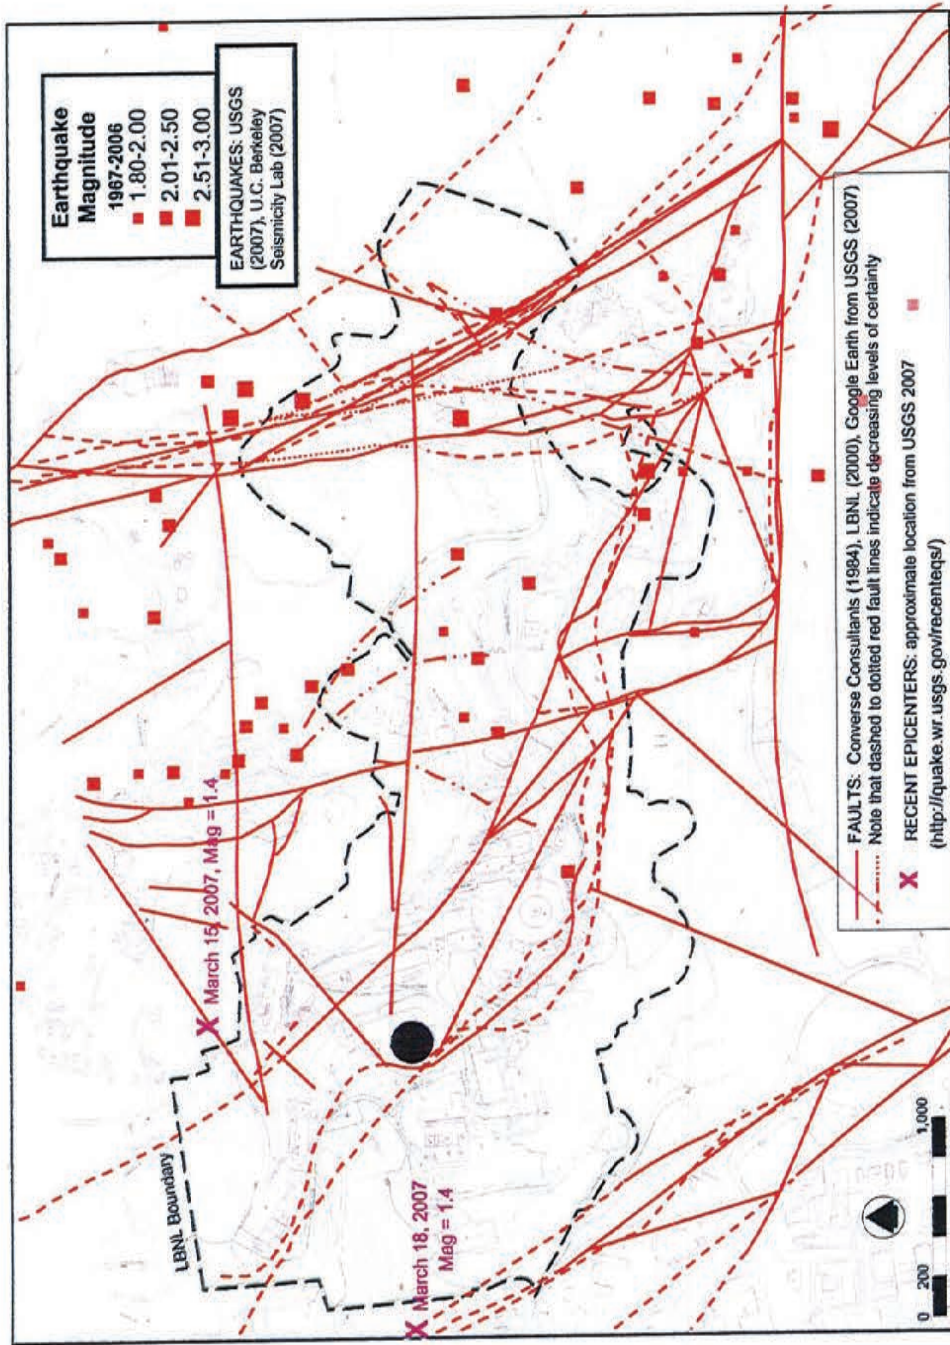 Earthquake
Magnitude
1967-2006
1.80-2.00
2.01-2.50
2.51-3.00
EARTHQUAKES: USGS
(2007), U.C. Berkeley
Seismicity Lab (2007)
X March 15, 2007, Mag = 1.4
LBNL Boundary
X March 18, 2007
Mag = 1.4
FAULTS: Converse Consultants (1984), LBNL (2000), Google Earth from USGS (2007)
Note that dashed to dotted red fault lines indicate decreasing levels of certainty
X RECENT EPICENTERS: approximate location from USGS 2007
(http://quake.wr.usgs.gov/recenteqs/)
0 200 1,000